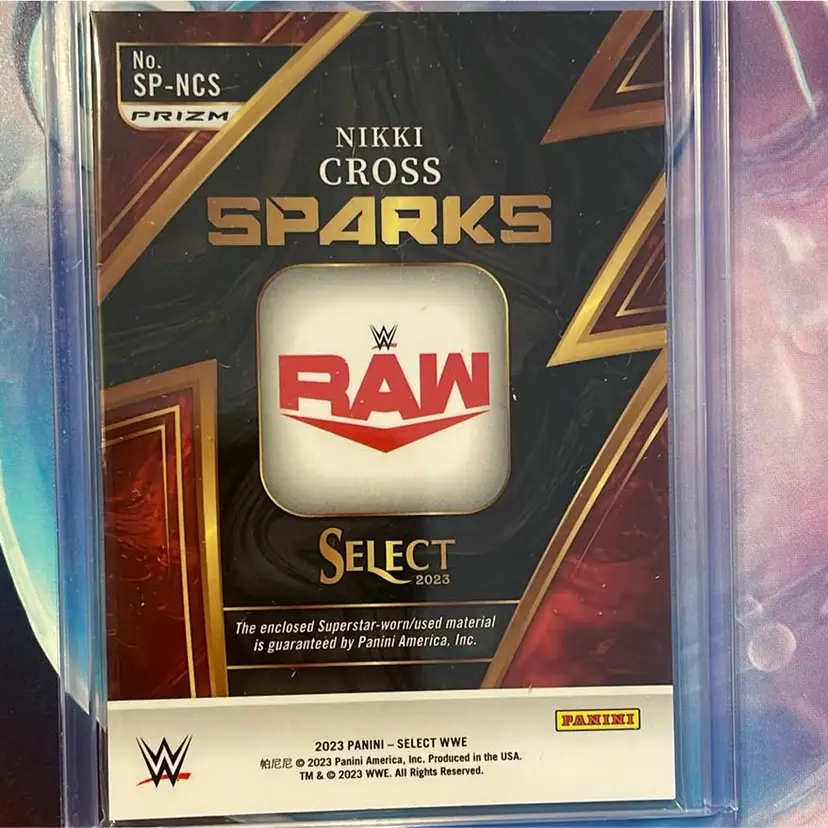 No.
SP-NCS
PRIZM
NIKKI
CROSS
SPARKS
W
RAW
SELECT
2023
The enclosed Superstar-worn/used material
is guaranteed by Panini America, Inc.
PANINI
W
2023 PANINI – SELECT WWE
帕尼尼 © 2023 Panini America, Inc. Produced in the USA.
TM & © 2023 WWE. All Rights Reserved.